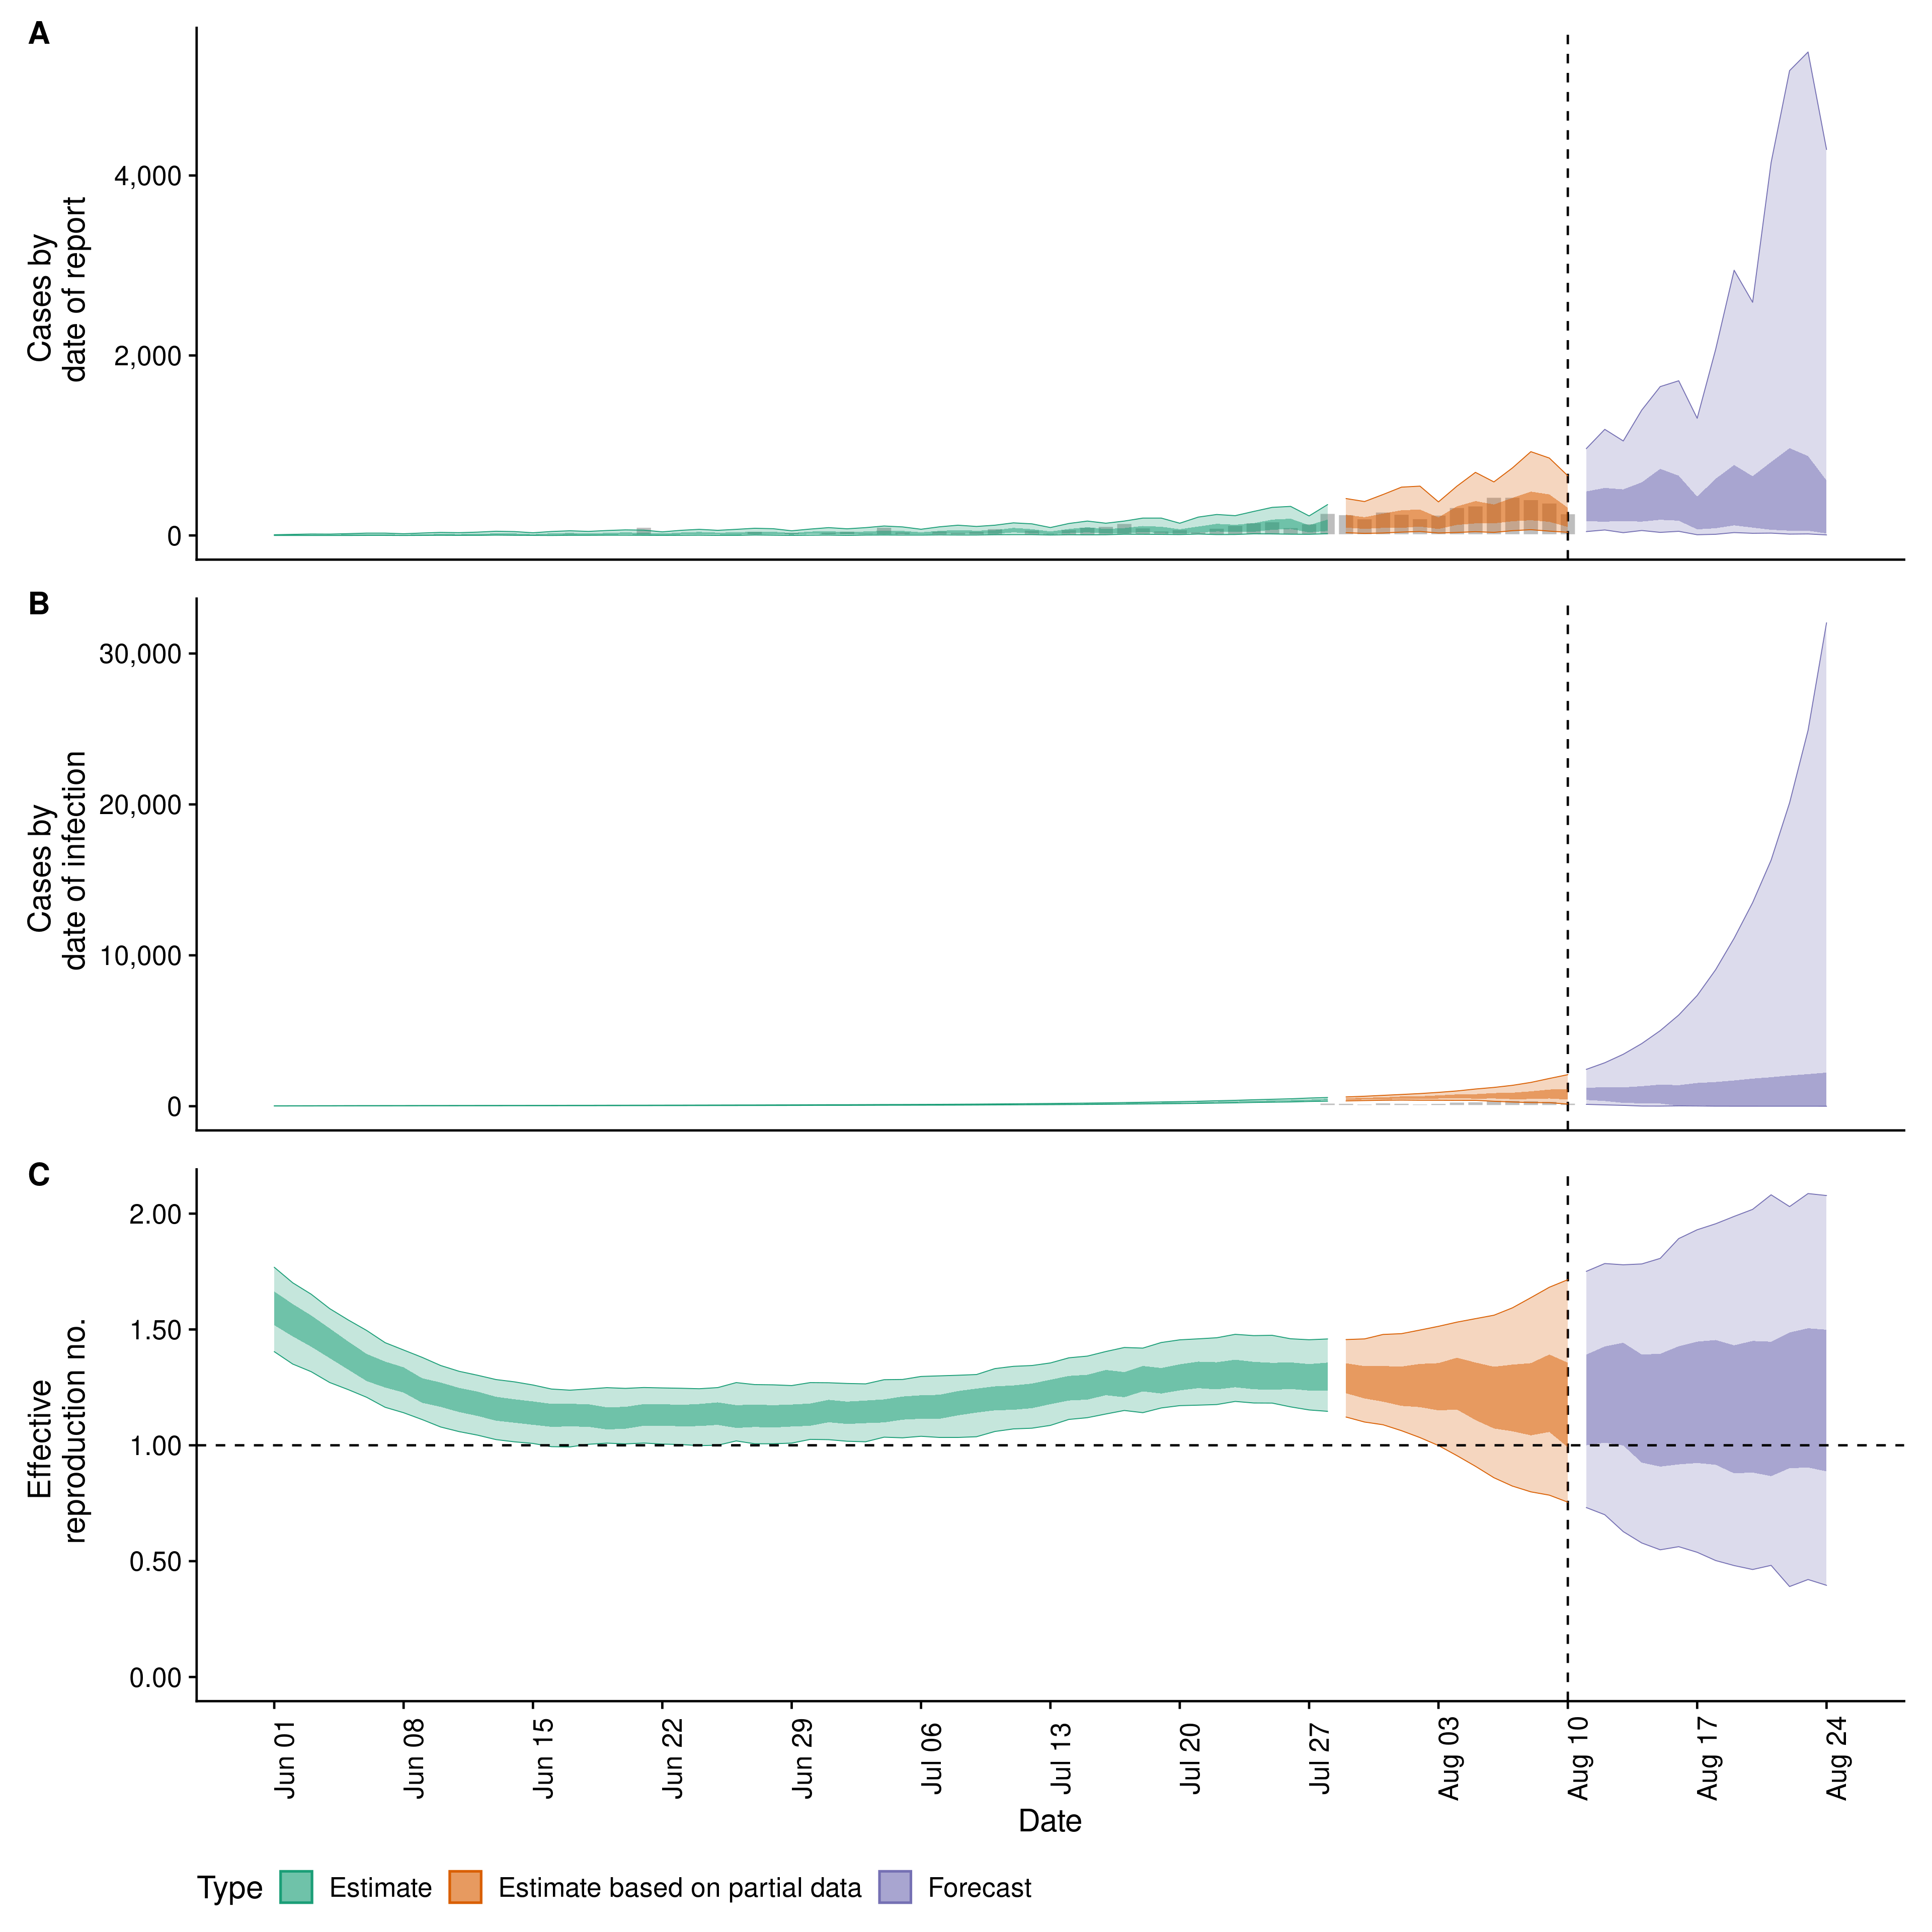 A
Cases by
date of report
4,000
2,000
0
B
Cases by
date of infection
30,000
20,000
10,000
0
C
Effective
reproduction no.
2.00
1.50
1.00
0.50
0.00
Jun 01
Jun 08
Jun 15
Jun 22
Jun 29
Jul 06
Jul 13
Jul 20
Jul 27
Aug 03
Aug 10
Aug 17
Aug 24
Date
Type
Estimate
Estimate based on partial data
Forecast